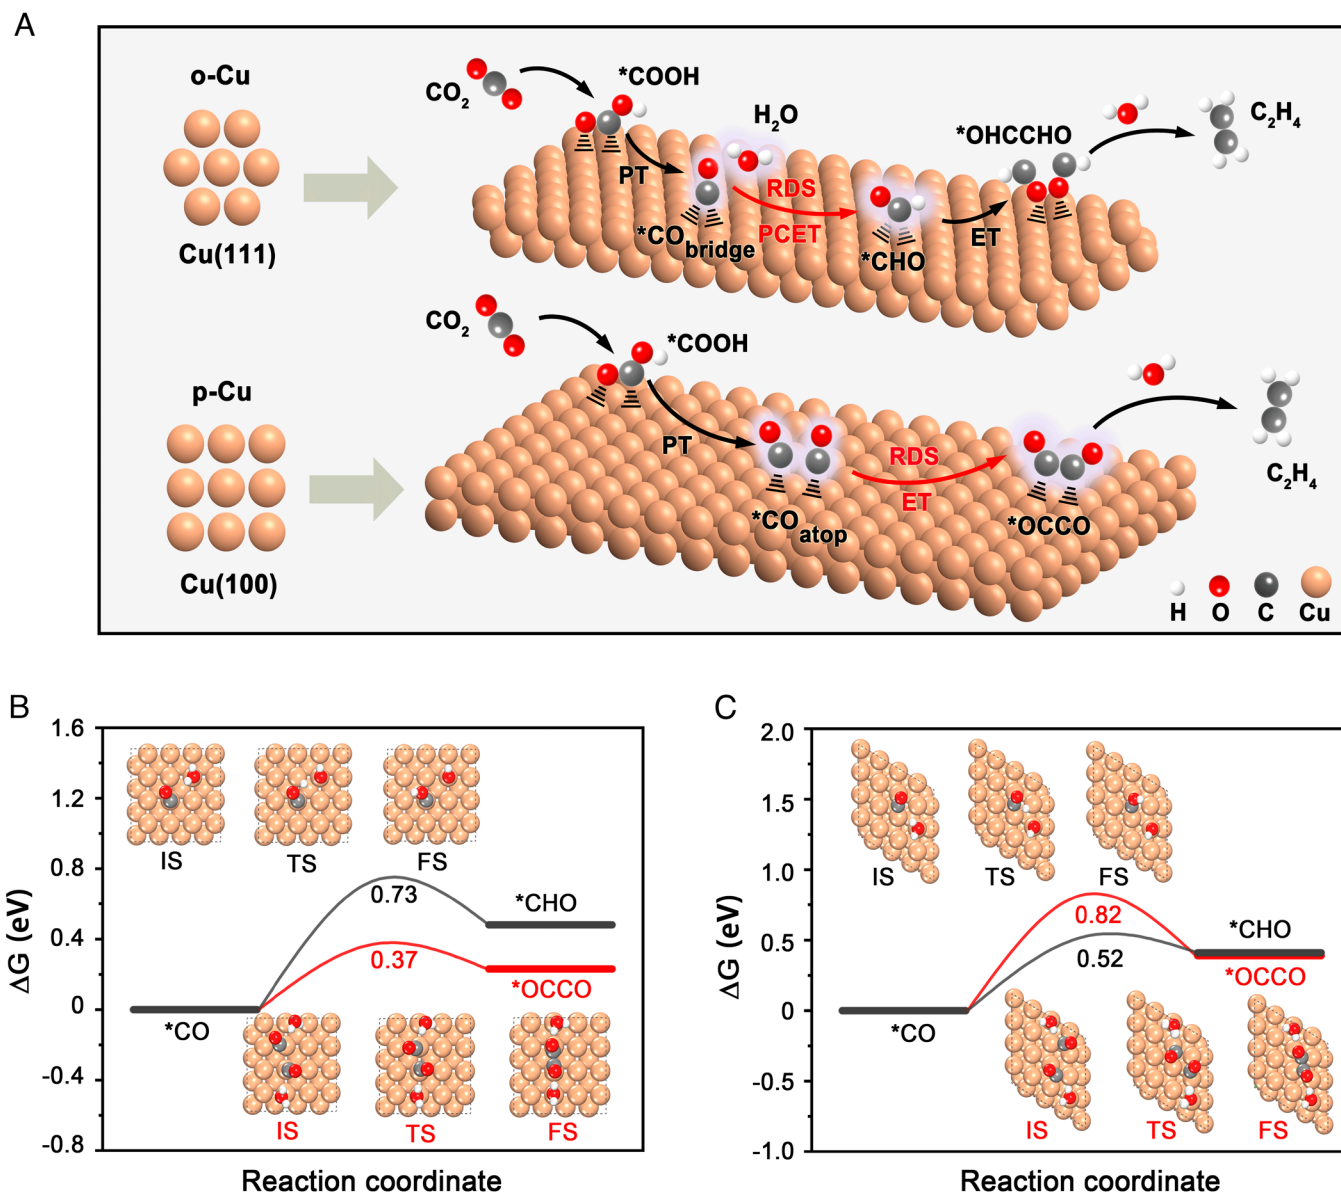 A
o-Cu
Cu(111)
CO2
*COOH
H2O
*OHCCHO
C2H4
PT
RDS
PCET
*CObridge
*CHO
ET
p-Cu
Cu(100)
CO2
*COOH
PT
RDS
ET
*COatop
*OCCO
C2H4
H O C Cu
B
1.6
1.2
0.8
0.4
0
-0.4
-0.8
ΔG (eV)
IS TS FS
0.73
*CHO
0.37
*OCCO
*CO
IS TS FS
Reaction coordinate
C
2.0
1.5
1.0
0.5
0
-0.5
-1.0
ΔG (eV)
IS TS FS
0.82
*CHO
0.52
*OCCO
*CO
IS TS FS
Reaction coordinate